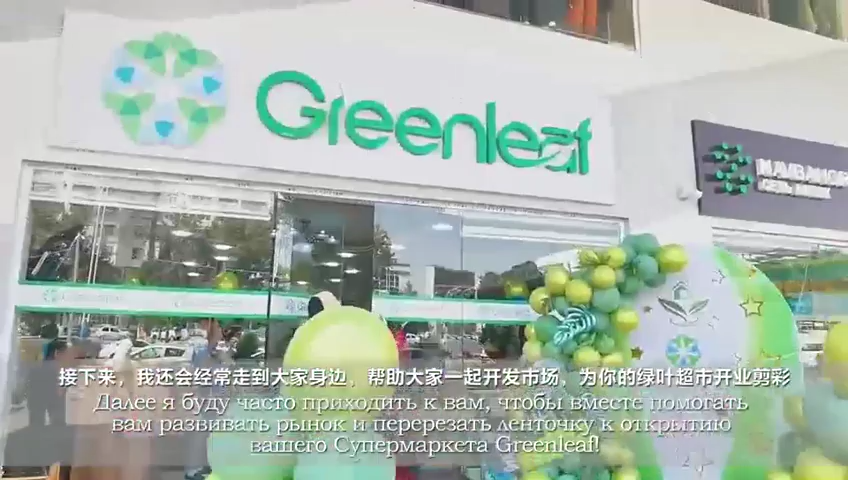 Greenleaf
接下来，我还会经常走到大家身边，帮助大家一起开发市场，为你的绿叶超市开业剪彩
Далее я буду часто приходить к вам, чтобы вместе помогать
вам развивать рынок и перерезать ленточку к открытию
вашего Супермаркета Greenleaf!